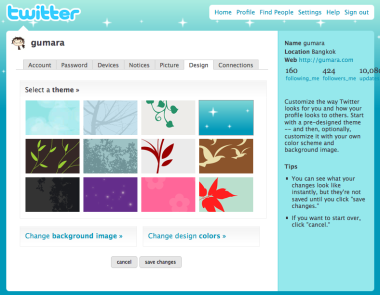 twitter
Home Profile Find People Settings Help Sign out
gumara
Account Password Devices Notices Picture Design Connections
Select a theme »
Change background image » Change design colors »
cancel save changes
Name gumara
Location Bangkok
Web http://gumara.com
160 424 10,08
following_me followers_me updat
Customize the way Twitter
looks for you and how your
profile looks to others. Start
with a pre-designed theme
-- and then, optionally,
customize it with your own
color scheme and
background image.
Tips
• You can see what your
changes look like
instantly, but they're not
saved until you click "save
changes."
• If you want to start over,
click "cancel."